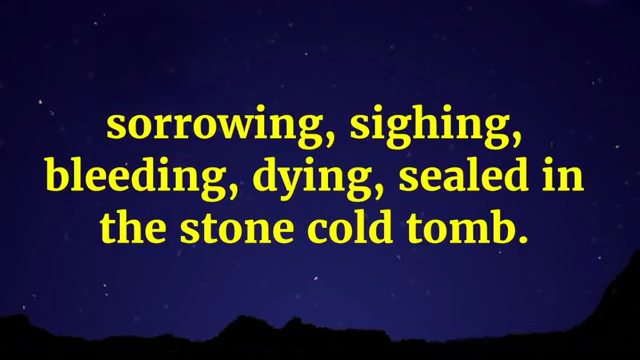 sorrowing, sighing,
bleeding, dying, sealed in
the stone cold tomb.